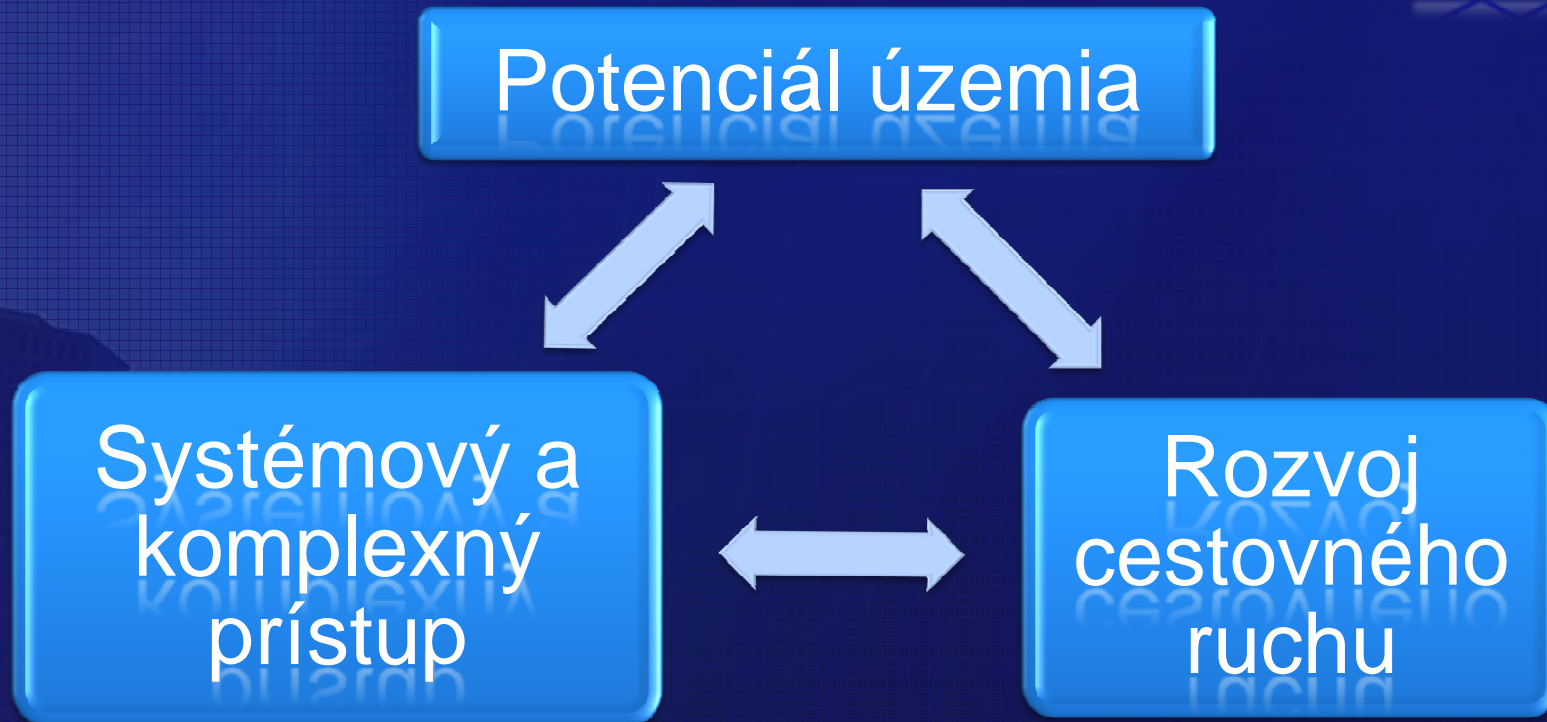 Potenciál územia
Systémový a
komplexný
prístup
Rozvoj
cestovného
ruchu